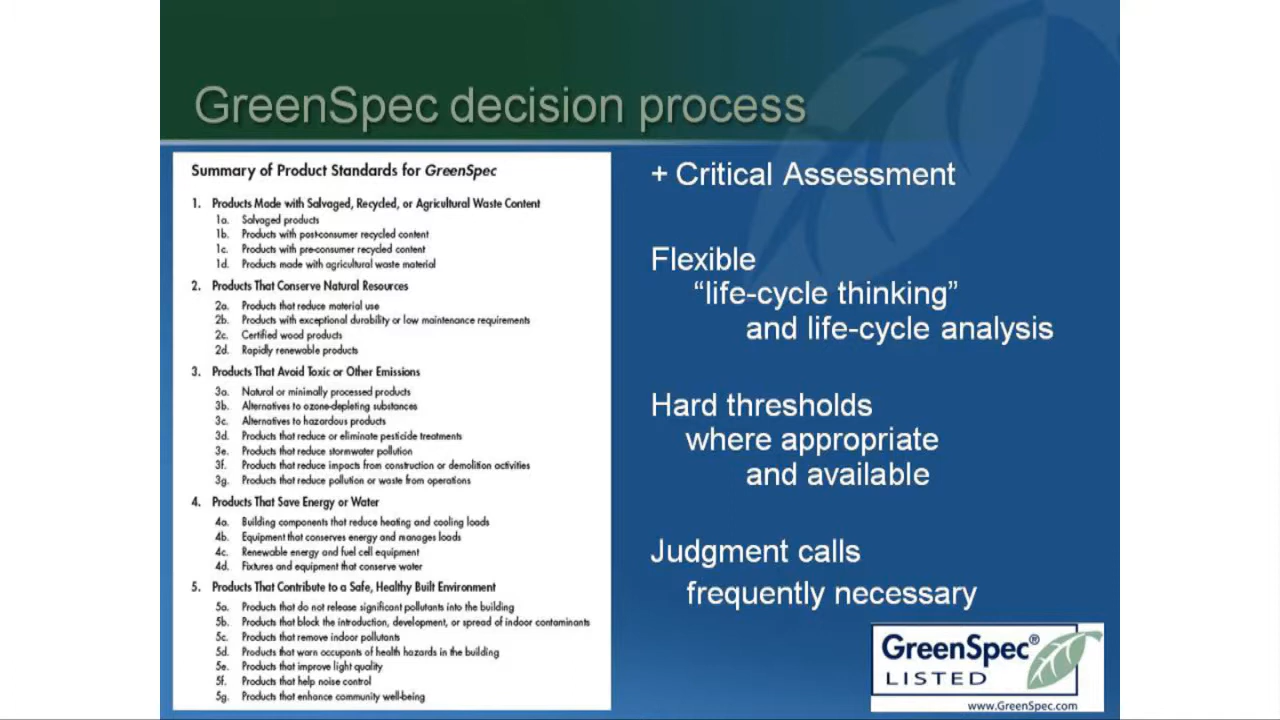 GreenSpec decision process
Summary of Product Standards for GreenSpec
1. Products Made with Salvaged, Recycled, or Agricultural Waste Content
1a. Salvaged products
1b. Products with post-consumer recycled content
1c. Products with pre-consumer recycled content
1d. Products made with agricultural waste material
2. Products That Conserve Natural Resources
2a. Products that reduce material use
2b. Products with exceptional durability or low maintenance requirements
2c. Certified wood products
2d. Rapidly renewable products
3. Products That Avoid Toxic or Other Emissions
3a. Natural or minimally processed products
3b. Alternatives to ozone-depleting substances
3c. Alternatives to hazardous products
3d. Products that reduce or eliminate pesticide treatments
3e. Products that reduce stormwater pollution
3f. Products that reduce impacts from construction or demolition activities
3g. Products that reduce pollution or waste from operations
4. Products That Save Energy or Water
4a. Building components that reduce heating and cooling loads
4b. Equipment that conserves energy and manages loads
4c. Renewable energy and fuel cell equipment
4d. Fixtures and equipment that conserve water
5. Products That Contribute to a Safe, Healthy Built Environment
5a. Products that do not release significant pollutants into the building
5b. Products that block the introduction, development, or spread of indoor contaminants
5c. Products that remove indoor pollutants
5d. Products that warn occupants of health hazards in the building
5e. Products that improve light quality
5f. Products that help noise control
5g. Products that enhance community well-being
+ Critical Assessment
Flexible
“life-cycle thinking”
and life-cycle analysis
Hard thresholds
where appropriate
and available
Judgment calls
frequently necessary
GreenSpec®
LISTED
www.GreenSpec.com